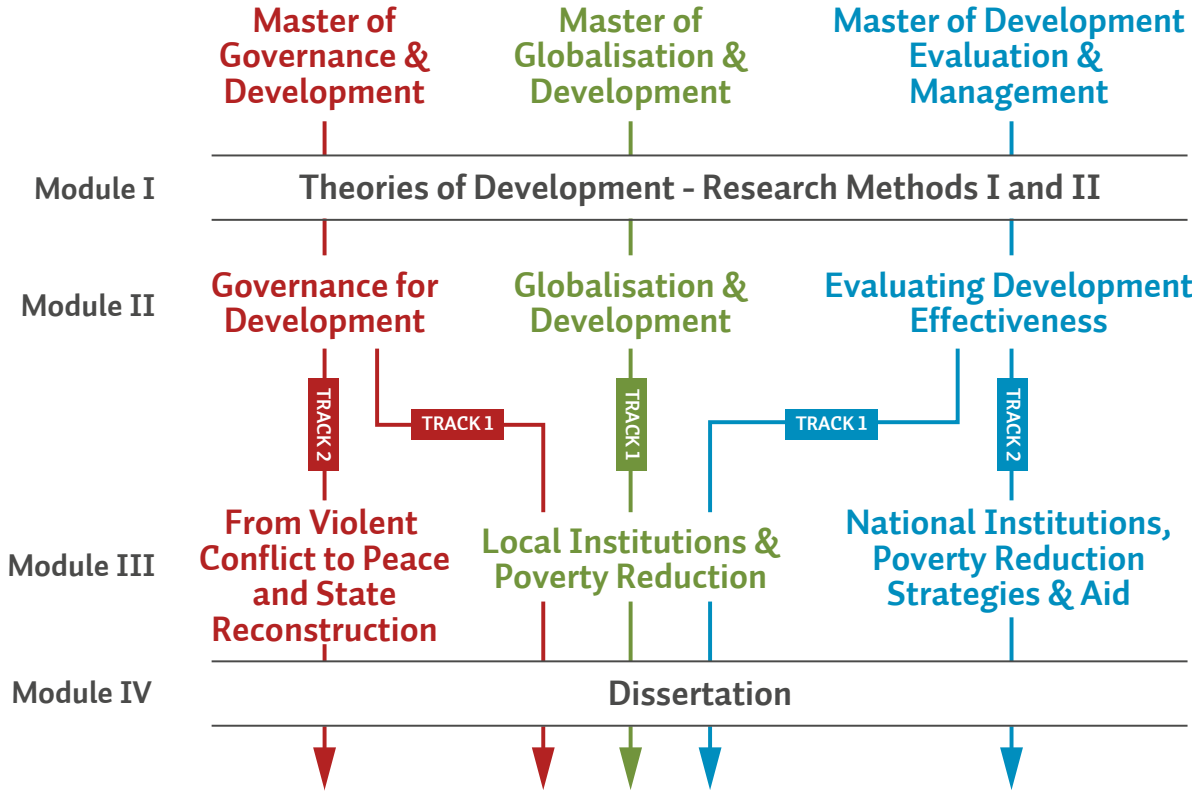 Master of
Governance &
Development
Master of
Globalisation &
Development
Master of Development
Evaluation &
Management
Module I
Theories of Development - Research Methods I and II
Module II
Governance for
Development
Globalisation &
Development
Evaluating Development
Effectiveness
TRACK 2
TRACK 1
TRACK 1
TRACK 1
TRACK 2
Module III
From Violent
Conflict to Peace
and State
Reconstruction
Local Institutions &
Poverty Reduction
National Institutions,
Poverty Reduction
Strategies & Aid
Module IV
Dissertation